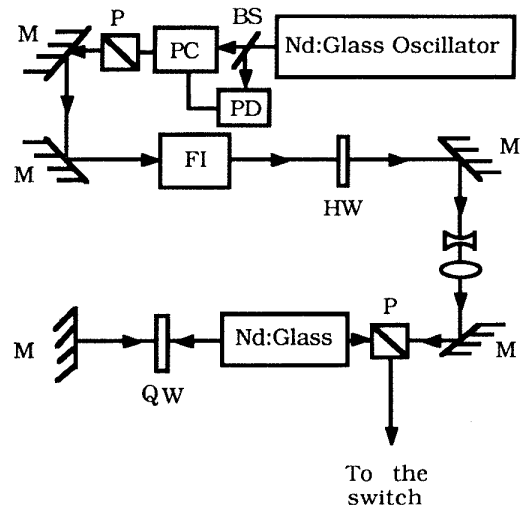 P
BS
M
PC
Nd:Glass Oscillator
PD
FI
M
M
HW
P
Nd:Glass
M
M
QW
To the
switch